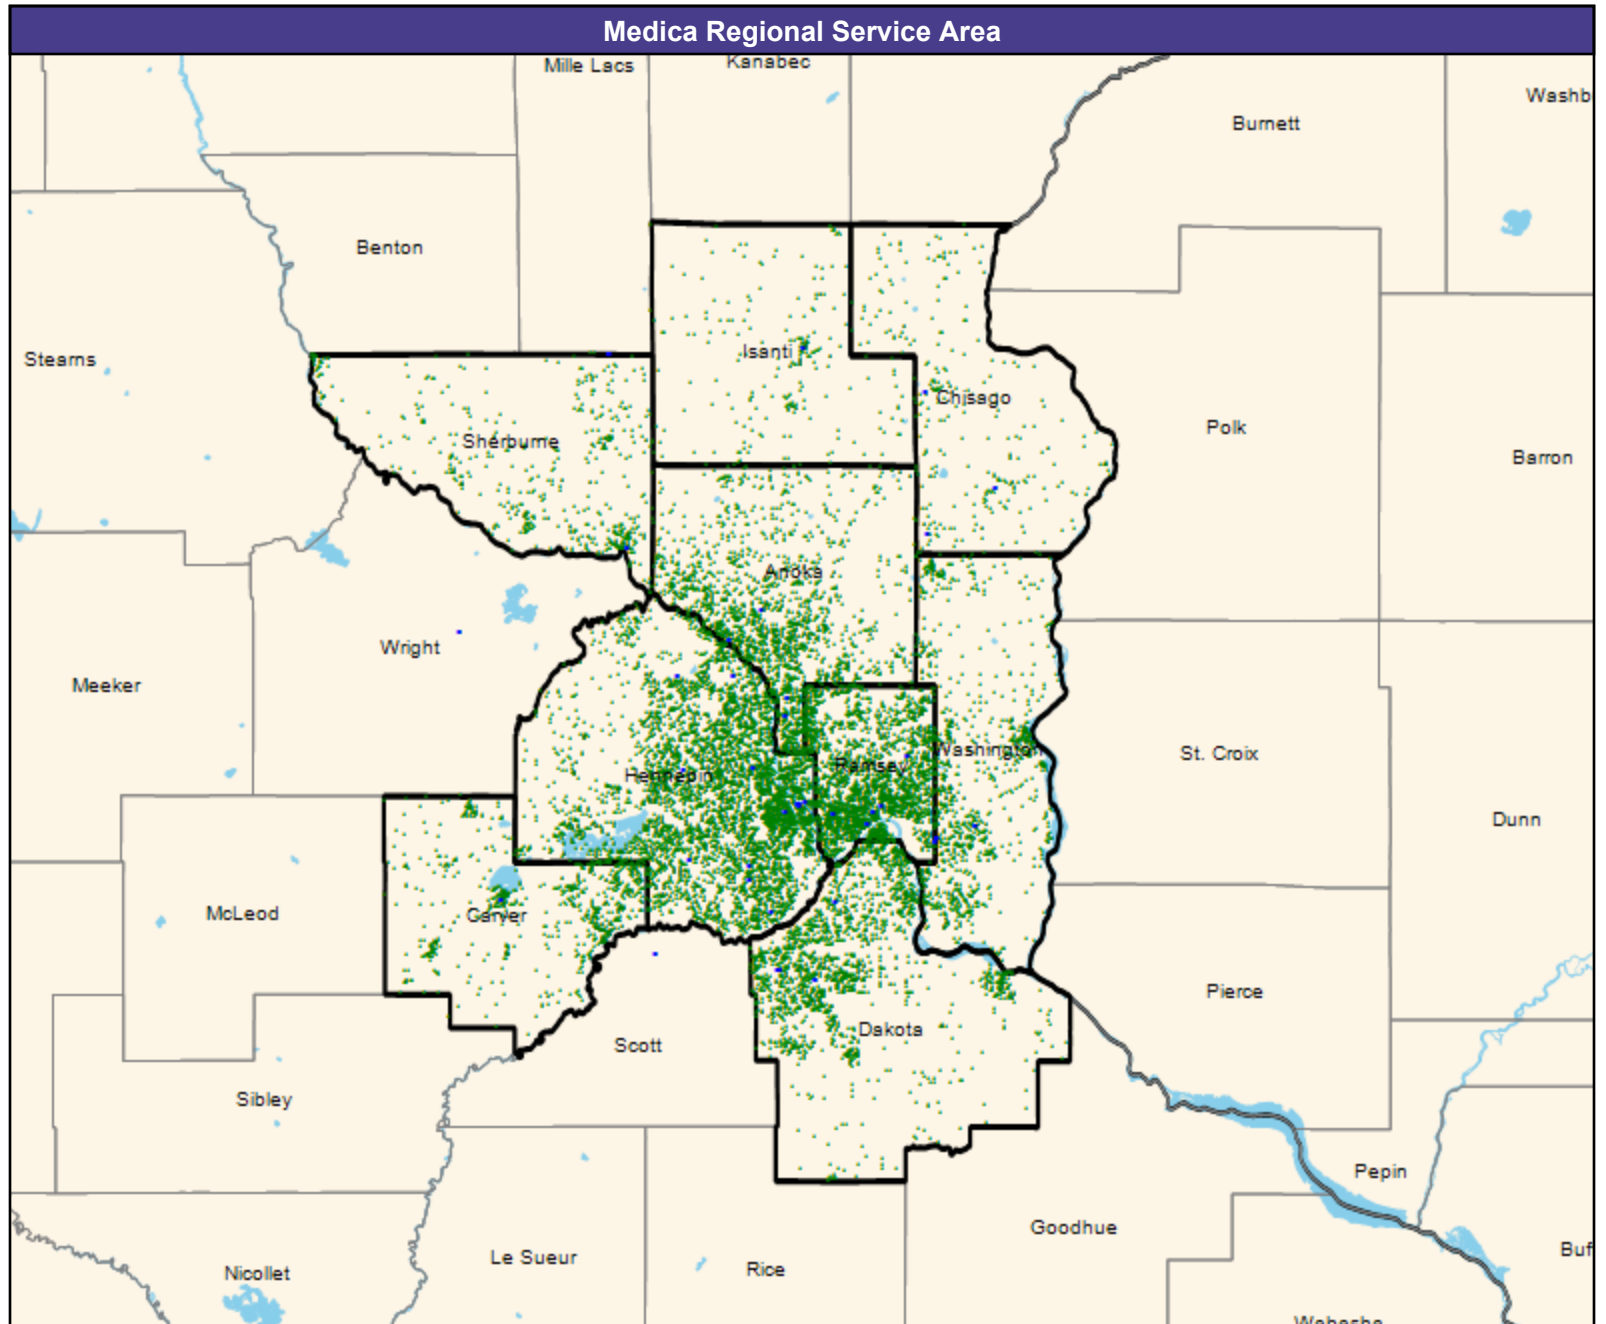 Medica Regional Service Area
Mille Lacs
Kanabec
Washb
Burnett
Benton
Stearns
Isanti
Chisago
Polk
Sherburne
Barron
Anoka
Wright
Meeker
Washington
St. Croix
Ramsey
Hennepin
Dunn
McLeod
Carver
Pierce
Dakota
Scott
Sibley
Pepin
Goodhue
Buf
Le Sueur
Rice
Nicollet